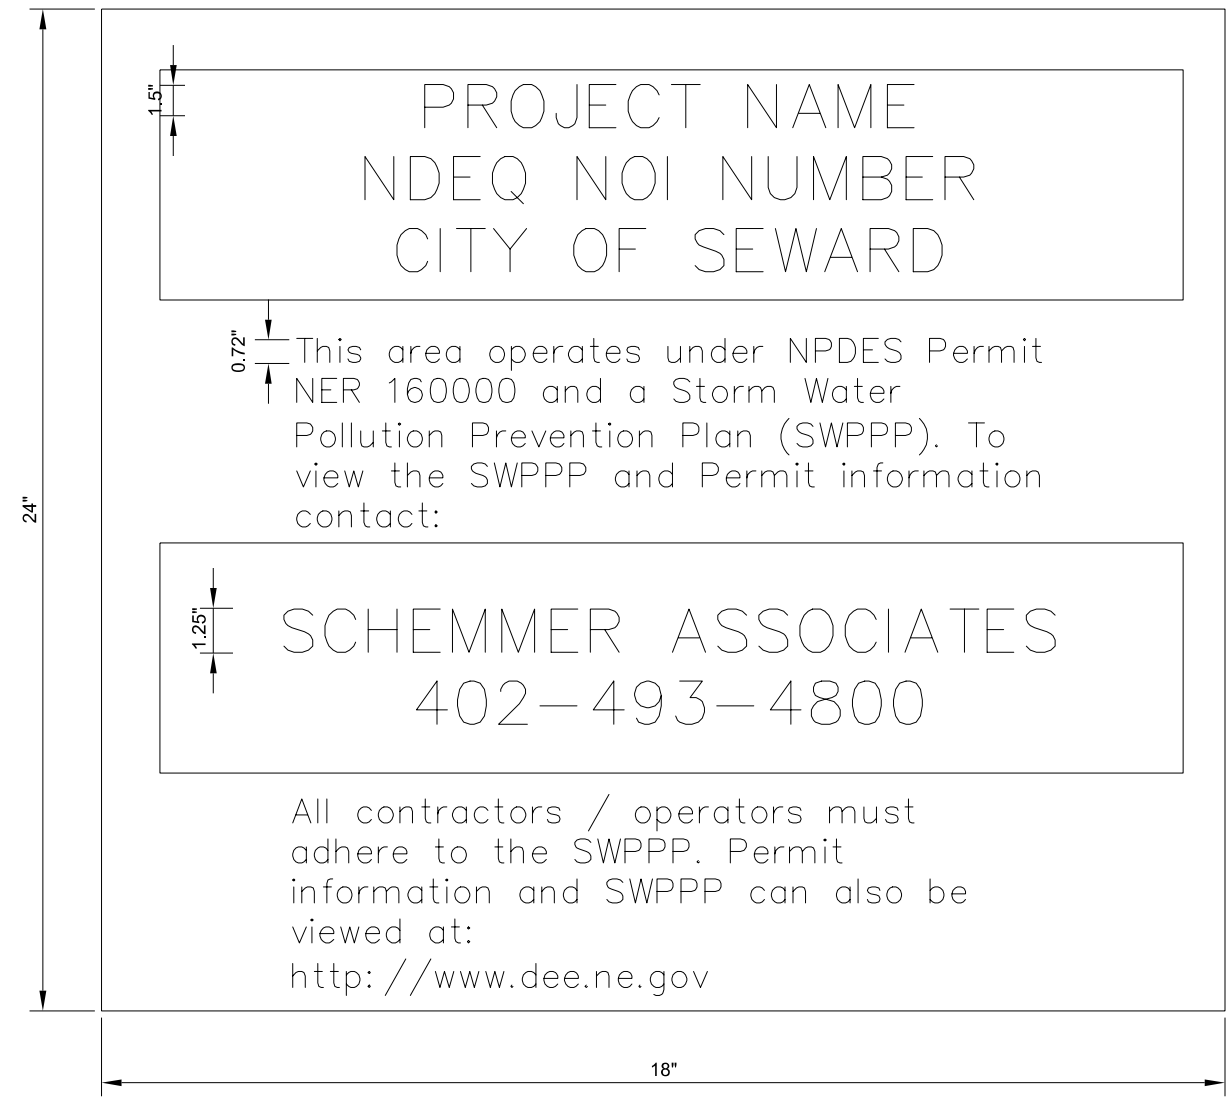 1.5"
PROJECT NAME
NDEQ NOI NUMBER
CITY OF SEWARD
0.72"
This area operates under NPDES Permit
NER 160000 and a Storm Water
Pollution Prevention Plan (SWPPP). To
view the SWPPP and Permit information
contact:
24"
1.25"
SCHEMMER ASSOCIATES
402-493-4800
All contractors / operators must
adhere to the SWPPP. Permit
information and SWPPP can also be
viewed at:
http://www.dee.ne.gov
18"